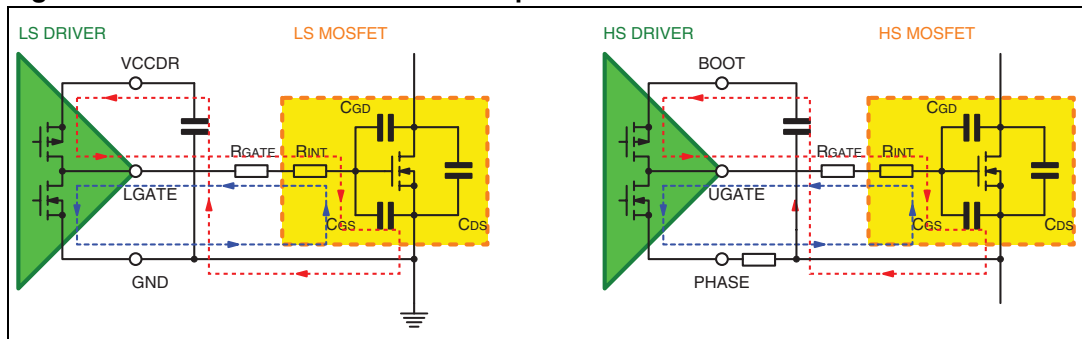 LS DRIVER
LS MOSFET
VCCDR
CGD
RGATE
RINT
LGATE
CGS
CDS
GND
HS DRIVER
HS MOSFET
BOOT
CGD
RGATE
RINT
UGATE
CGS
CDS
PHASE